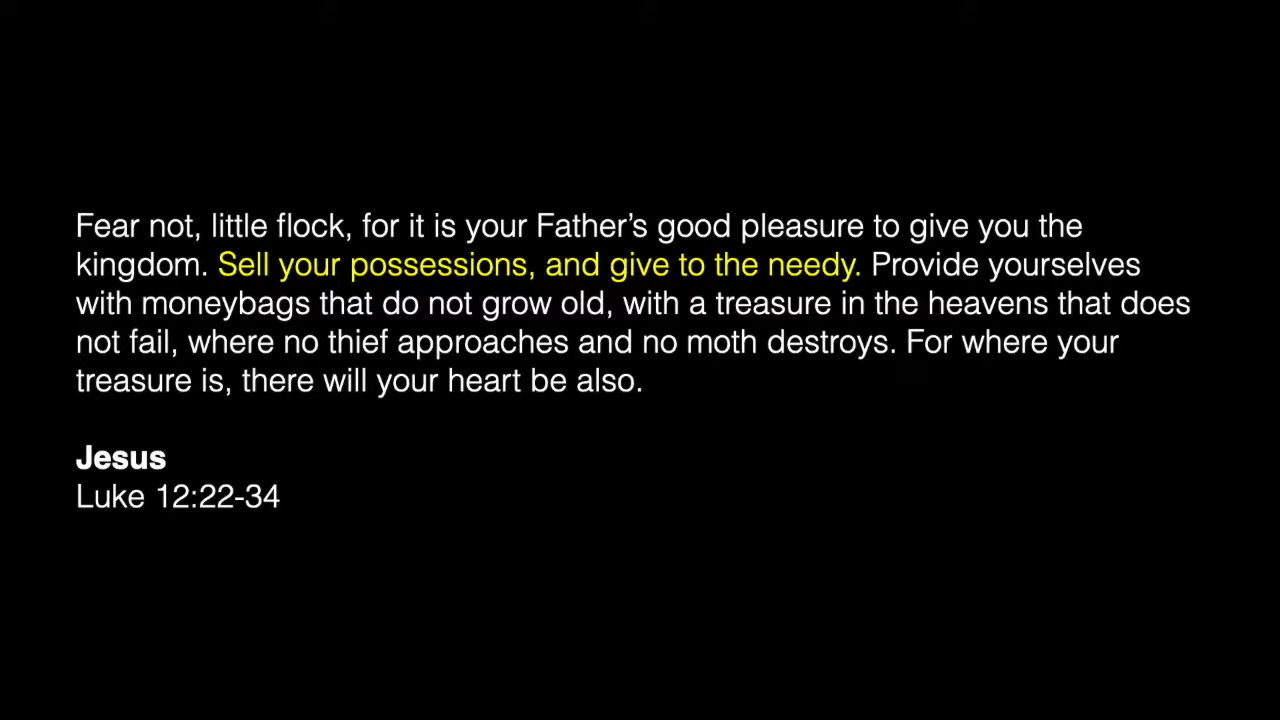 Fear not, little flock, for it is your Father’s good pleasure to give you the
kingdom. Sell your possessions, and give to the needy. Provide yourselves
with moneybags that do not grow old, with a treasure in the heavens that does
not fail, where no thief approaches and no moth destroys. For where your
treasure is, there will your heart be also.
Jesus
Luke 12:22-34